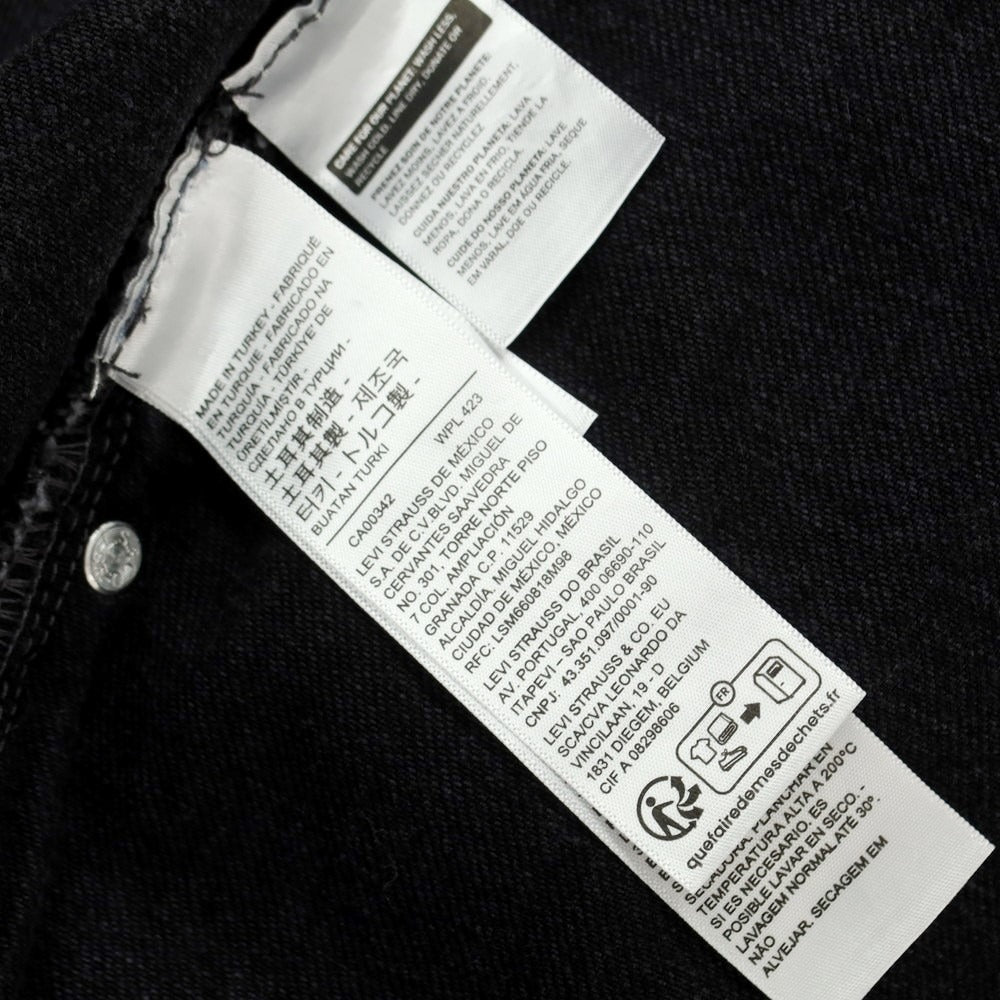 CARE FOR OUR PLANET: WASH LESS,
WASH COLD, LINE DRY, DONATE OR
RECYCLE
PRENEZ SOIN DE NOTRE PLANÈTE:
LAVEZ MOINS, LAVEZ A FROID,
LAISSEZ SÉCHER NATURELLEMENT,
DONNEZ OU RECYCLEZ
CUIDA NUESTRO PLANETA: LAVA
MENOS, LAVA EN FRIO, TIENDE LA
ROPA, DONA O RECICLA.
CUIDE DO NOSSO PLANETA: LAVE
MENOS, LAVE EM ÁGUA FRIA, SEQUE
EM VARAL, DOE OU RECICLE.
MADE IN TURKEY - FABRIQUÉ
EN TURQUIE - FABRICADO EN
TURQUÍA - FABRICADO NA
TURQUIA - TÜRKİYE' DE
ÜRETİLMİSTİR -
СДЕЛАНО В ТУРЦИИ -
土耳其制造 -
土耳其製 - 제조국
터키 - トルコ製 -
BUATAN TURKI
CA00342 WPL 423
LEVI STRAUSS DE MÉXICO
S.A. DE C.V.BLVD. MIGUEL DE
CERVANTES SAAVEDRA
NO. 301, TORRE NORTE PISO
7 COL. AMPLIACIÓN
GRANADA C.P. 11529
ALCALDÍA MIGUEL HIDALGO
CIUDAD DE MÉXICO, MÉXICO
RFC: LSM660818M98
LEVI STRAUSS DO BRASIL
AV. PORTUGAL, 400 06690-110
ITAPEVI – SAO PAULO BRASIL
CNPJ: 43.351.097/0001-90
LEVI STRAUSS & CO. EU
SCA/CVA LEONARDO DA
VINCILAAN, 19 - D
1831 DIEGEM, BELGIUM
CIF A 08298606
FR
quefairedemesdechets.fr
SECADORA. PLANCHAR EN
TEMPERATURA ALTA A 200°C
SI ES NECESARIO. ES
POSIBLE LAVAR EN SECO. -
LAVAGEM NORMAL ATÉ 30º.
NÃO
ALVEJAR. SECAGEM EM